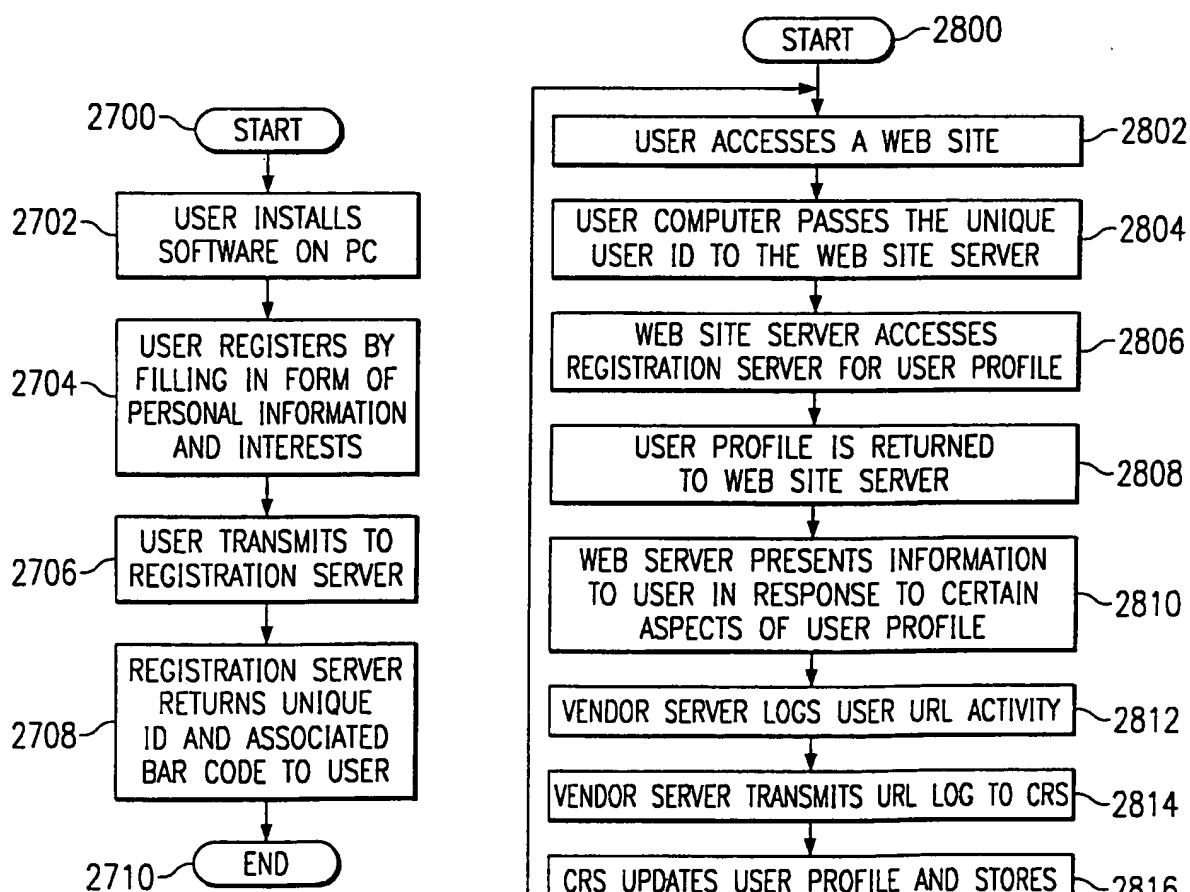 2700
START
2702
USER INSTALLS
SOFTWARE ON PC
2704
USER REGISTERS BY
FILLING IN FORM OF
PERSONAL INFORMATION
AND INTERESTS
2706
USER TRANSMITS TO
REGISTRATION SERVER
2708
REGISTRATION SERVER
RETURNS UNIQUE
ID AND ASSOCIATED
BAR CODE TO USER
2710
END
START
2800
USER ACCESSES A WEB SITE
2802
USER COMPUTER PASSES THE UNIQUE
USER ID TO THE WEB SITE SERVER
2804
WEB SITE SERVER ACCESSES
REGISTRATION SERVER FOR USER PROFILE
2806
USER PROFILE IS RETURNED
TO WEB SITE SERVER
2808
WEB SERVER PRESENTS INFORMATION
TO USER IN RESPONSE TO CERTAIN
ASPECTS OF USER PROFILE
2810
VENDOR SERVER LOGS USER URL ACTIVITY
2812
VENDOR SERVER TRANSMITS URL LOG TO CRS
2814
CRS UPDATES USER PROFILE AND STORES
2816